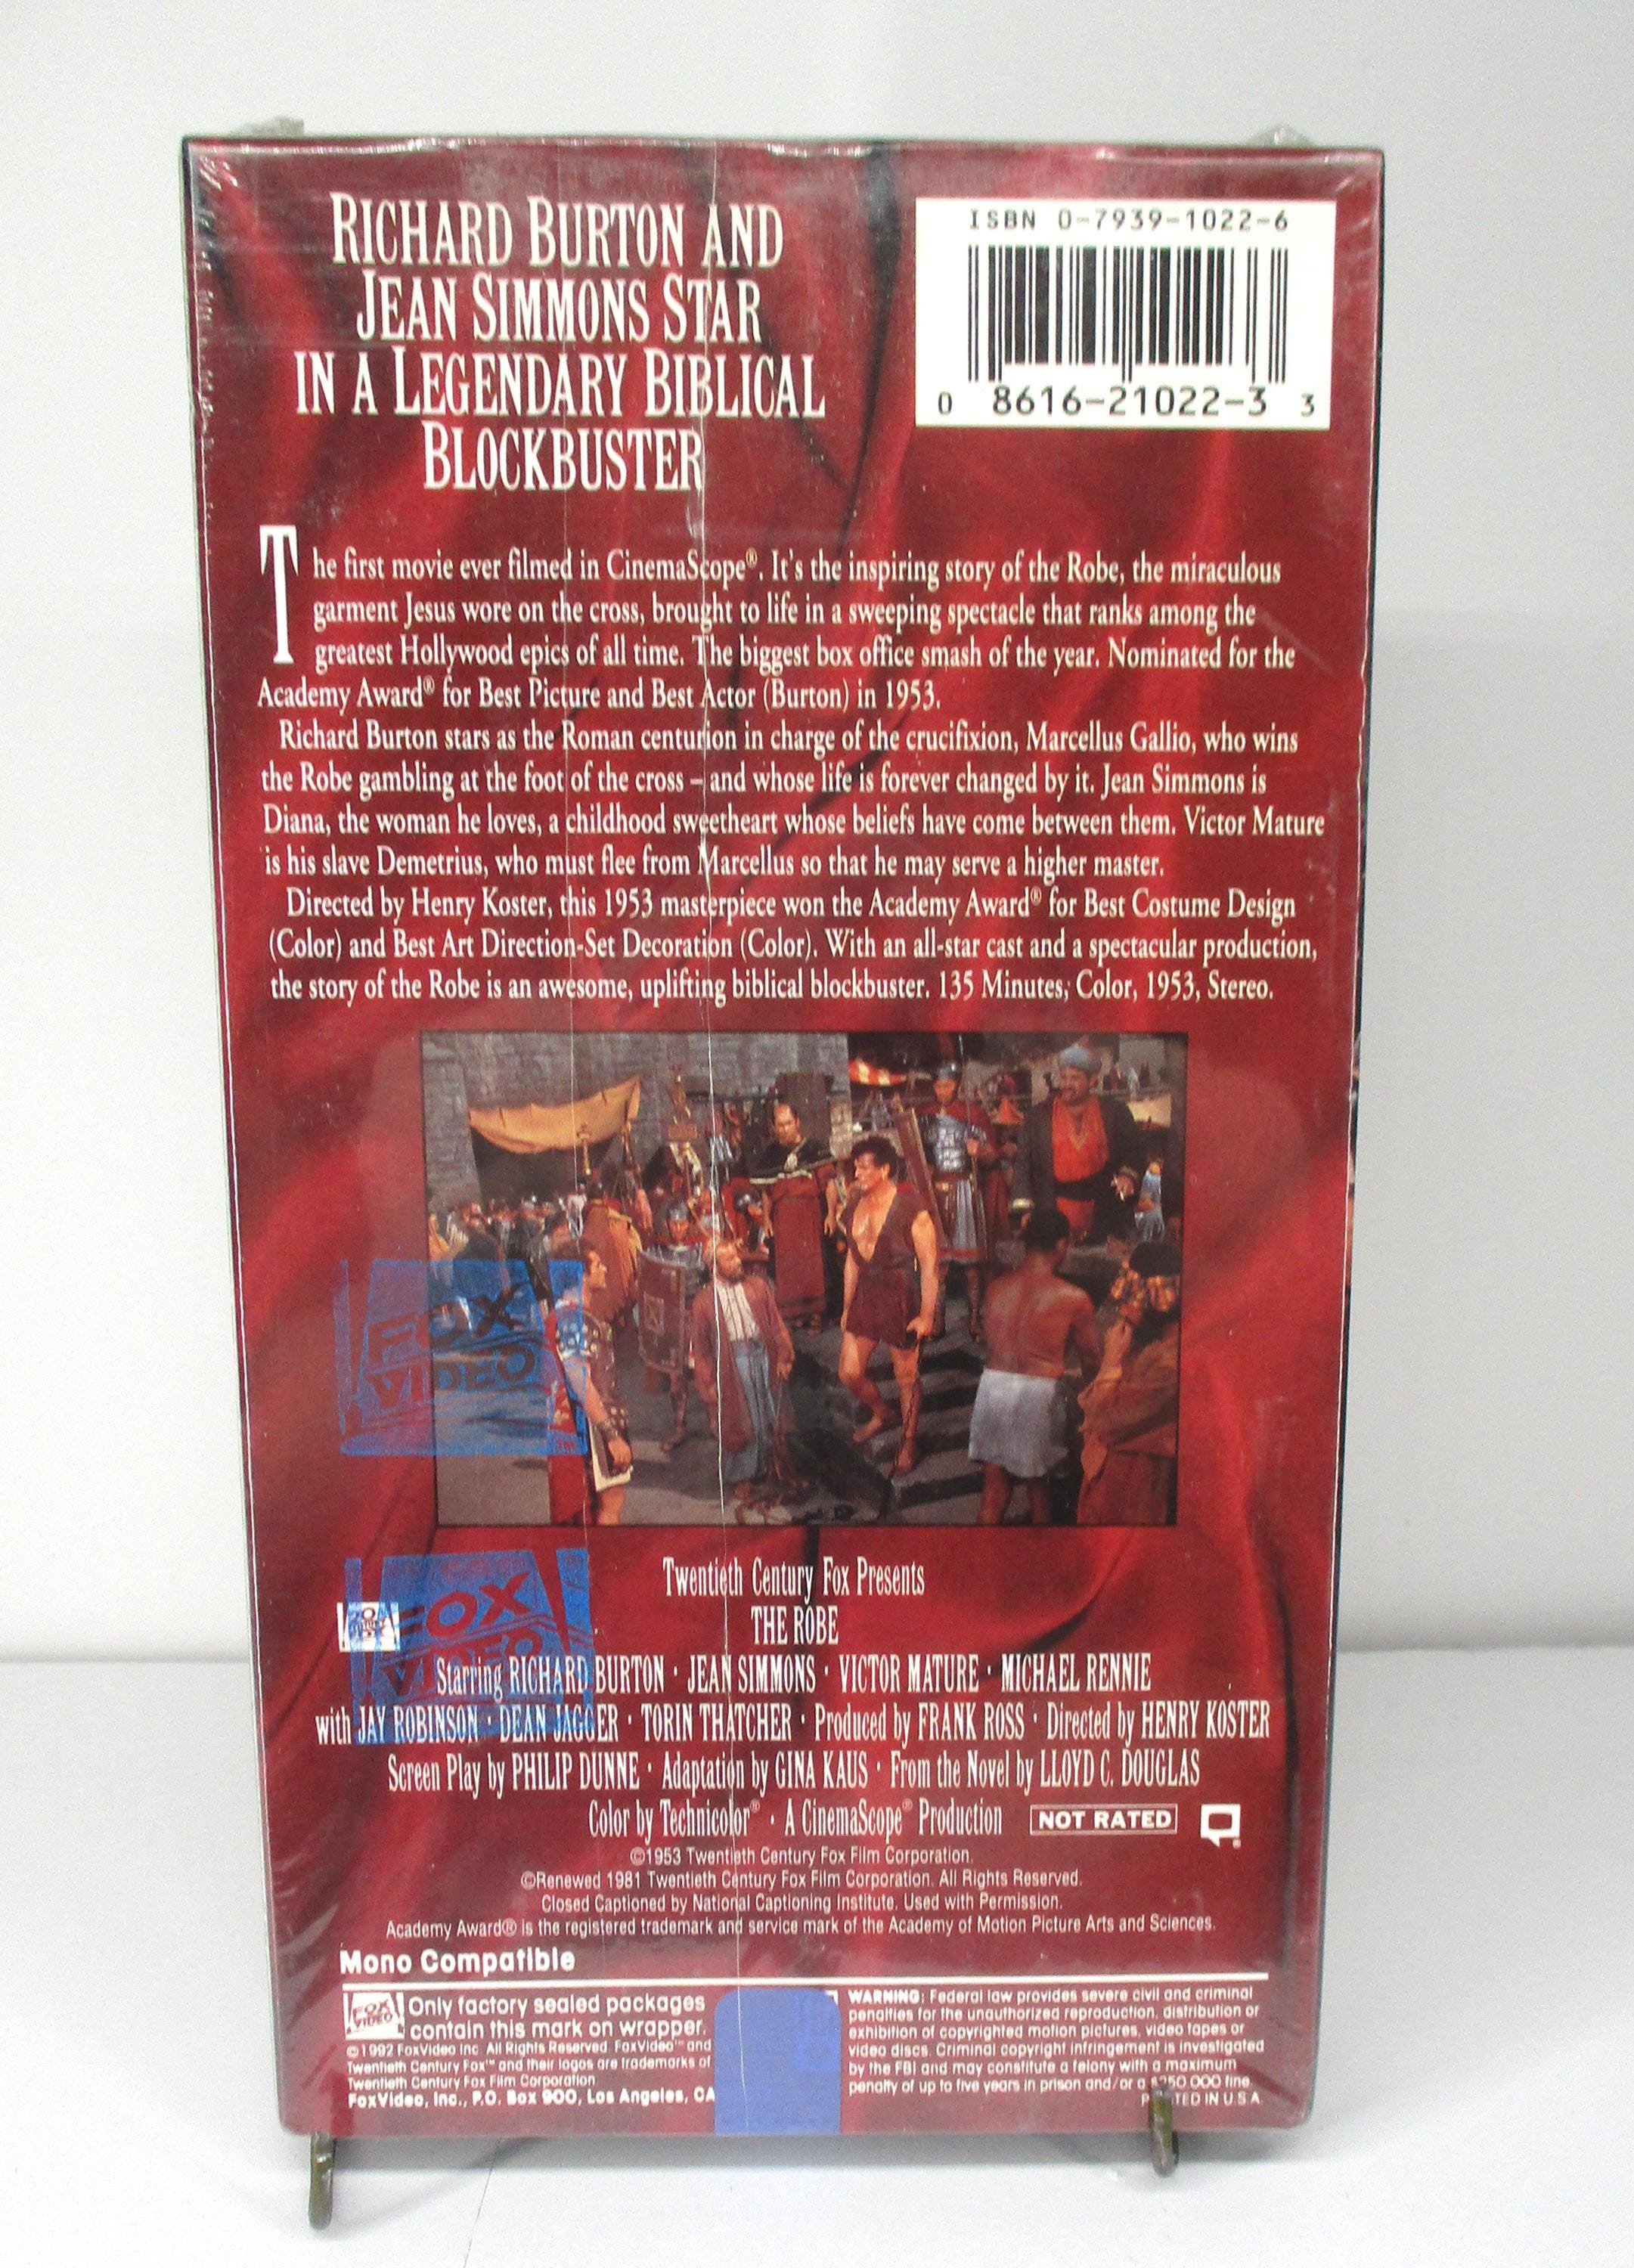 RICHARD BURTON AND
JEAN SIMMONS STAR
IN A LEGENDARY BIBLICAL
BLOCKBUSTER
ISBN 0-7939-1022-6
0 8616-21022-3 3
The first movie ever filmed in CinemaScope®. It's the inspiring story of the Robe, the miraculous
garment Jesus wore on the cross, brought to life in a sweeping spectacle that ranks among the
greatest Hollywood epics of all time. The biggest box office smash of the year. Nominated for the
Academy Award® for Best Picture and Best Actor (Burton) in 1953.
Richard Burton stars as the Roman centurion in charge of the crucifixion, Marcellus Gallio, who wins
the Robe gambling at the foot of the cross – and whose life is forever changed by it. Jean Simmons is
Diana, the woman he loves, a childhood sweetheart whose beliefs have come between them. Victor Mature
is his slave Demetrius, who must flee from Marcellus so that he may serve a higher master.
Directed by Henry Koster, this 1953 masterpiece won the Academy Award® for Best Costume Design
(Color) and Best Art Direction-Set Decoration (Color). With an all-star cast and a spectacular production,
the story of the Robe is an awesome, uplifting biblical blockbuster. 135 Minutes, Color, 1953, Stereo.
FOX
VIDEO
FOX
VIDEO
Twentieth Century Fox Presents
THE ROBE
Starring RICHARD BURTON · JEAN SIMMONS · VICTOR MATURE · MICHAEL RENNIE
with JAY ROBINSON · DEAN JAGGER · TORIN THATCHER · Produced by FRANK ROSS · Directed by HENRY KOSTER
Screen Play by PHILIP DUNNE · Adaptation by GINA KAUS · From the Novel by LLOYD C. DOUGLAS
Color by Technicolor® · A CinemaScope® Production NOT RATED
©1953 Twentieth Century Fox Film Corporation.
©Renewed 1981 Twentieth Century Fox Film Corporation. All Rights Reserved.
Closed Captioned by National Captioning Institute. Used with Permission.
Academy Award® is the registered trademark and service mark of the Academy of Motion Picture Arts and Sciences.
Mono Compatible
FOX
VIDEO
Only factory sealed packages
contain this mark on wrapper.
©1992 FoxVideo Inc. All Rights Reserved. FoxVideo™ and
Twentieth Century Fox™ and their logos are trademarks of
Twentieth Century Fox Film Corporation
FoxVideo, Inc., P.O. Box 900, Los Angeles, CA
WARNING: Federal law provides severe civil and criminal
penalties for the unauthorized reproduction, distribution or
exhibition of copyrighted motion pictures, video tapes or
video discs. Criminal copyright infringement is investigated
by the FBI and may constitute a felony with a maximum
penalty of up to five years in prison and/or a $250,000 fine.
PRINTED IN U.S.A.